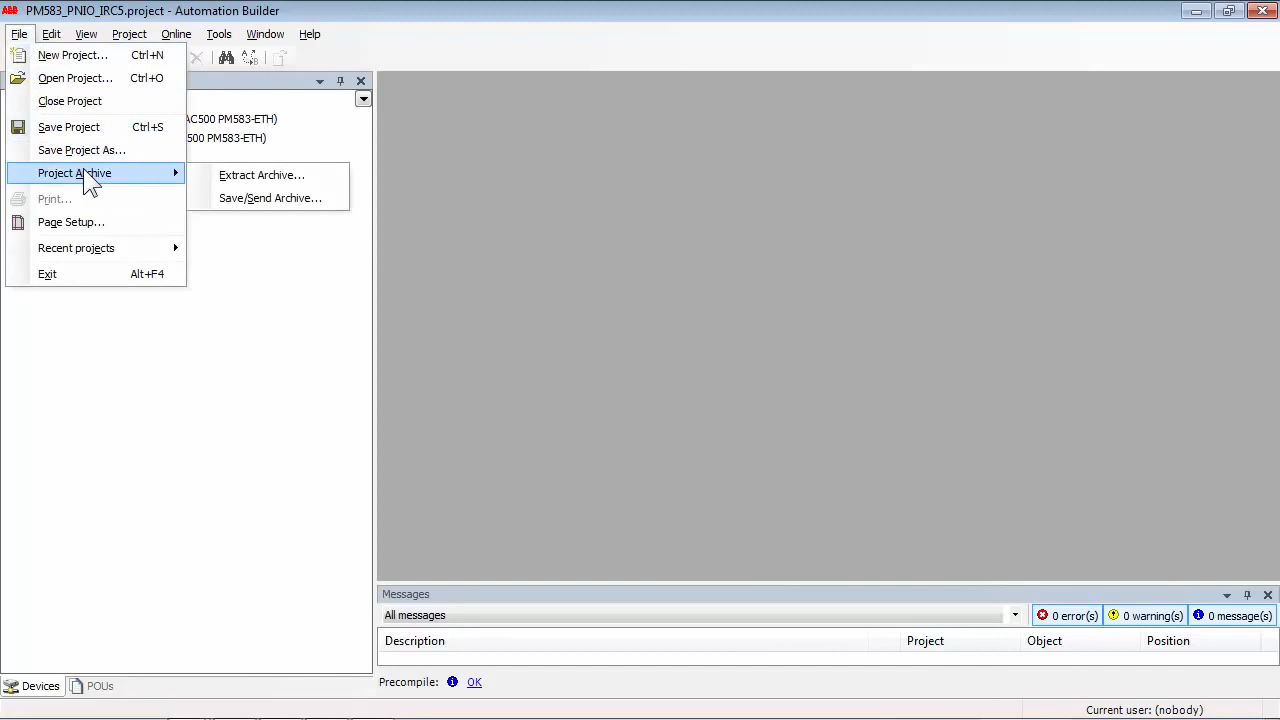 ABB PM583_PNIO_IRC5.project - Automation Builder
File Edit View Project Online Tools Window Help
New Project... Ctrl+N
Open Project... Ctrl+O
Close Project
Save Project Ctrl+S
Save Project As...
Project Archive
Extract Archive...
Save/Send Archive...
Print...
Page Setup...
Recent projects
Exit Alt+F4
AC500 PM583-ETH)
500 PM583-ETH)
Messages
All messages 0 error(s) 0 warning(s) 0 message(s)
Description Project Object Position
Precompile: OK
Devices POUs
Current user: (nobody)